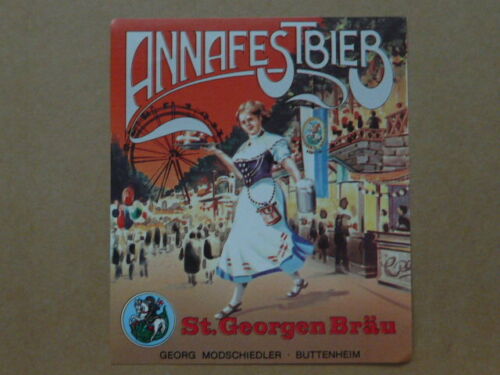 ANNAFESTBIER
St. Georgen Bräu
GEORG MODSCHIEDLER · BUTTENHEIM